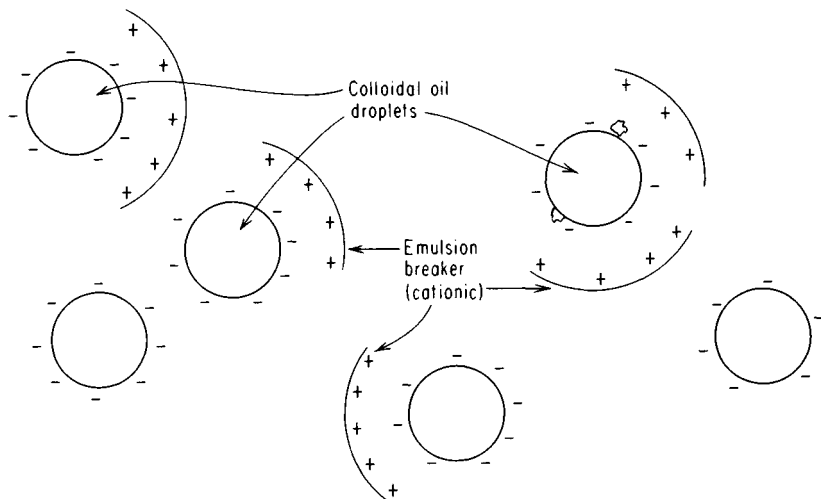 Colloidal oil
droplets
Emulsion
breaker
(cationic)